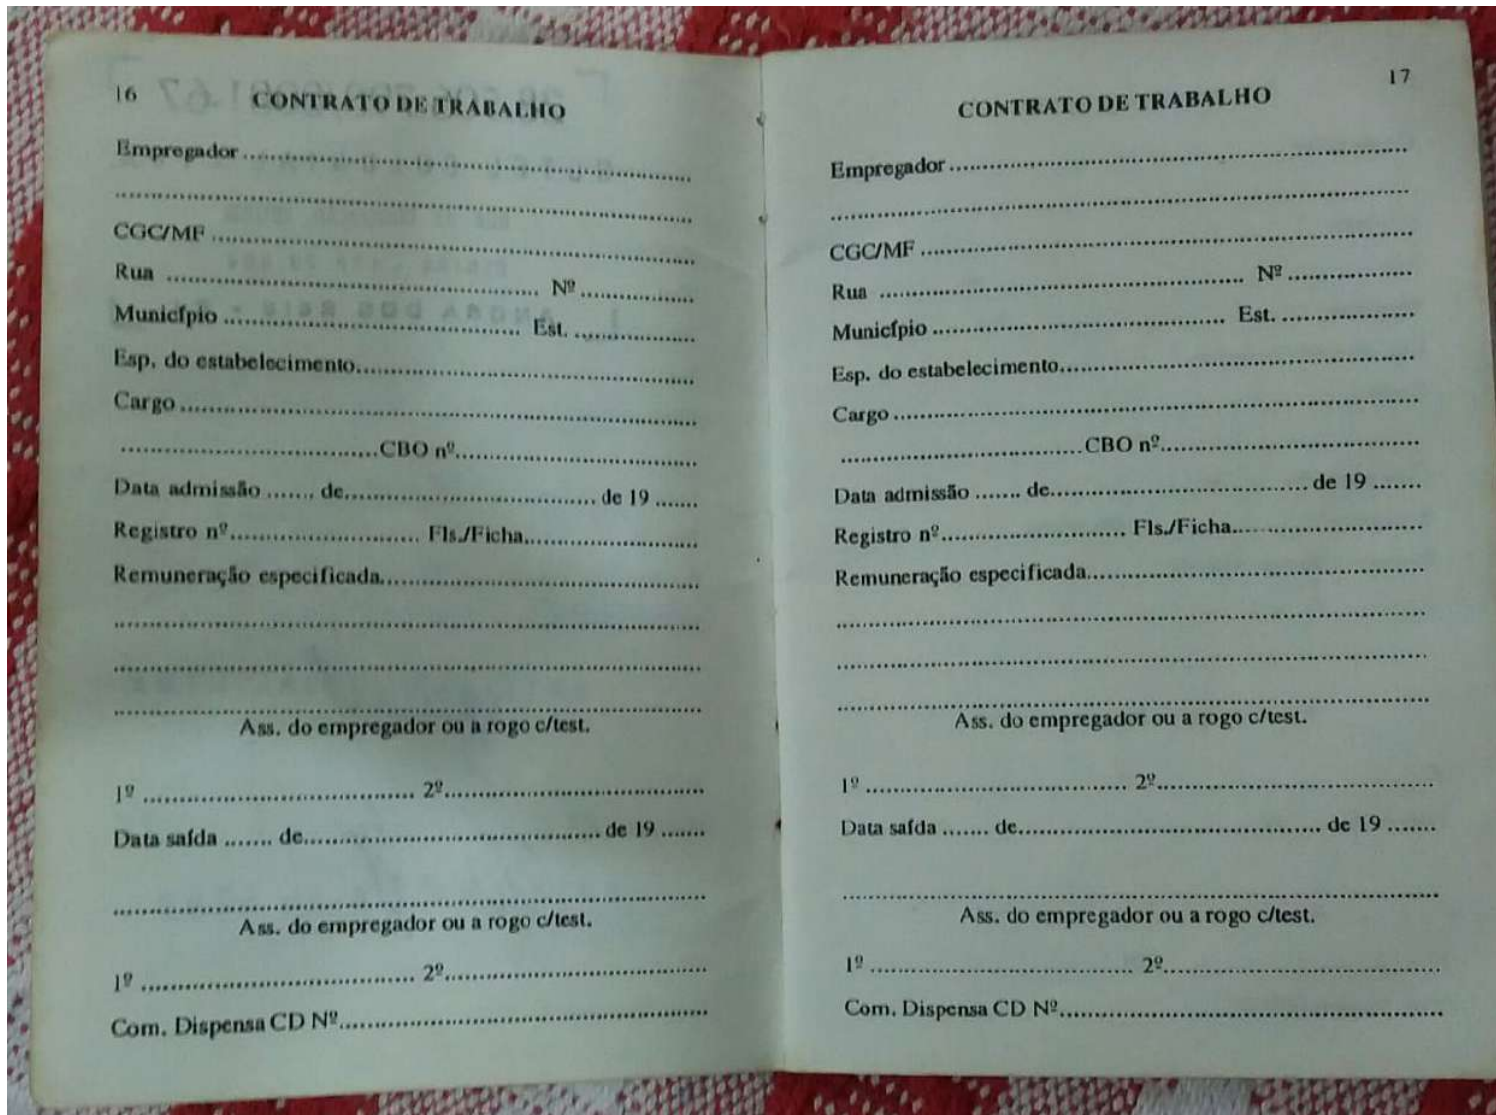 16
CONTRATO DE TRABALHO
Empregador
CGC/MF
Rua Nº
Município Est.
Esp. do estabelecimento
Cargo
CBO nº
Data admissão de de 19
Registro nº Fls./Ficha
Remuneração especificada
Ass. do empregador ou a rogo c/test.
1º 2º
Data saída de de 19
Ass. do empregador ou a rogo c/test.
1º 2º
Com. Dispensa CD Nº
17
CONTRATO DE TRABALHO
Empregador
CGC/MF
Rua Nº
Município Est.
Esp. do estabelecimento
Cargo
CBO nº
Data admissão de de 19
Registro nº Fls./Ficha
Remuneração especificada
Ass. do empregador ou a rogo c/test.
1º 2º
Data saída de de 19
Ass. do empregador ou a rogo c/test.
1º 2º
Com. Dispensa CD Nº